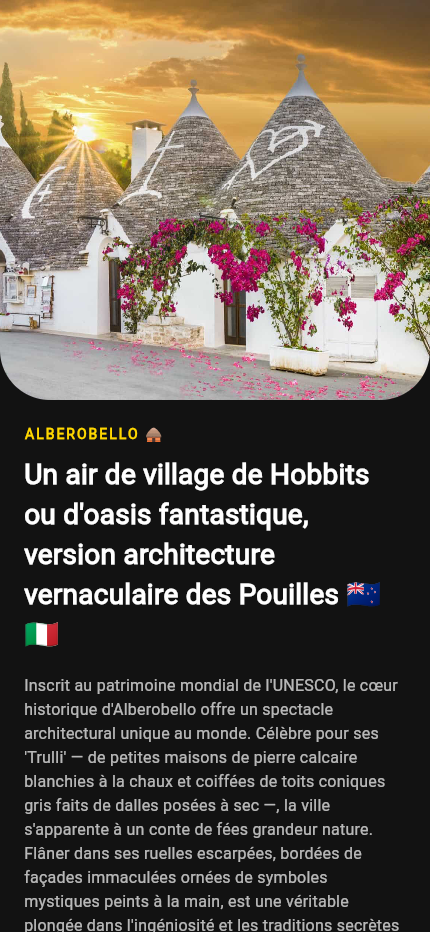 ALBEROBELLO 🛖
Un air de village de Hobbits
ou d'oasis fantastique,
version architecture
vernaculaire des Pouilles 🇳🇿
🇮🇹
Inscrit au patrimoine mondial de l'UNESCO, le cœur
historique d'Alberobello offre un spectacle
architectural unique au monde. Célèbre pour ses
'Trulli' — de petites maisons de pierre calcaire
blanchies à la chaux et coiffées de toits coniques
gris faits de dalles posées à sec —, la ville
s'apparente à un conte de fées grandeur nature.
Flâner dans ses ruelles escarpées, bordées de
façades immaculées ornées de symboles
mystiques peints à la main, est une véritable
plongée dans l'ingéniosité et les traditions secrètes